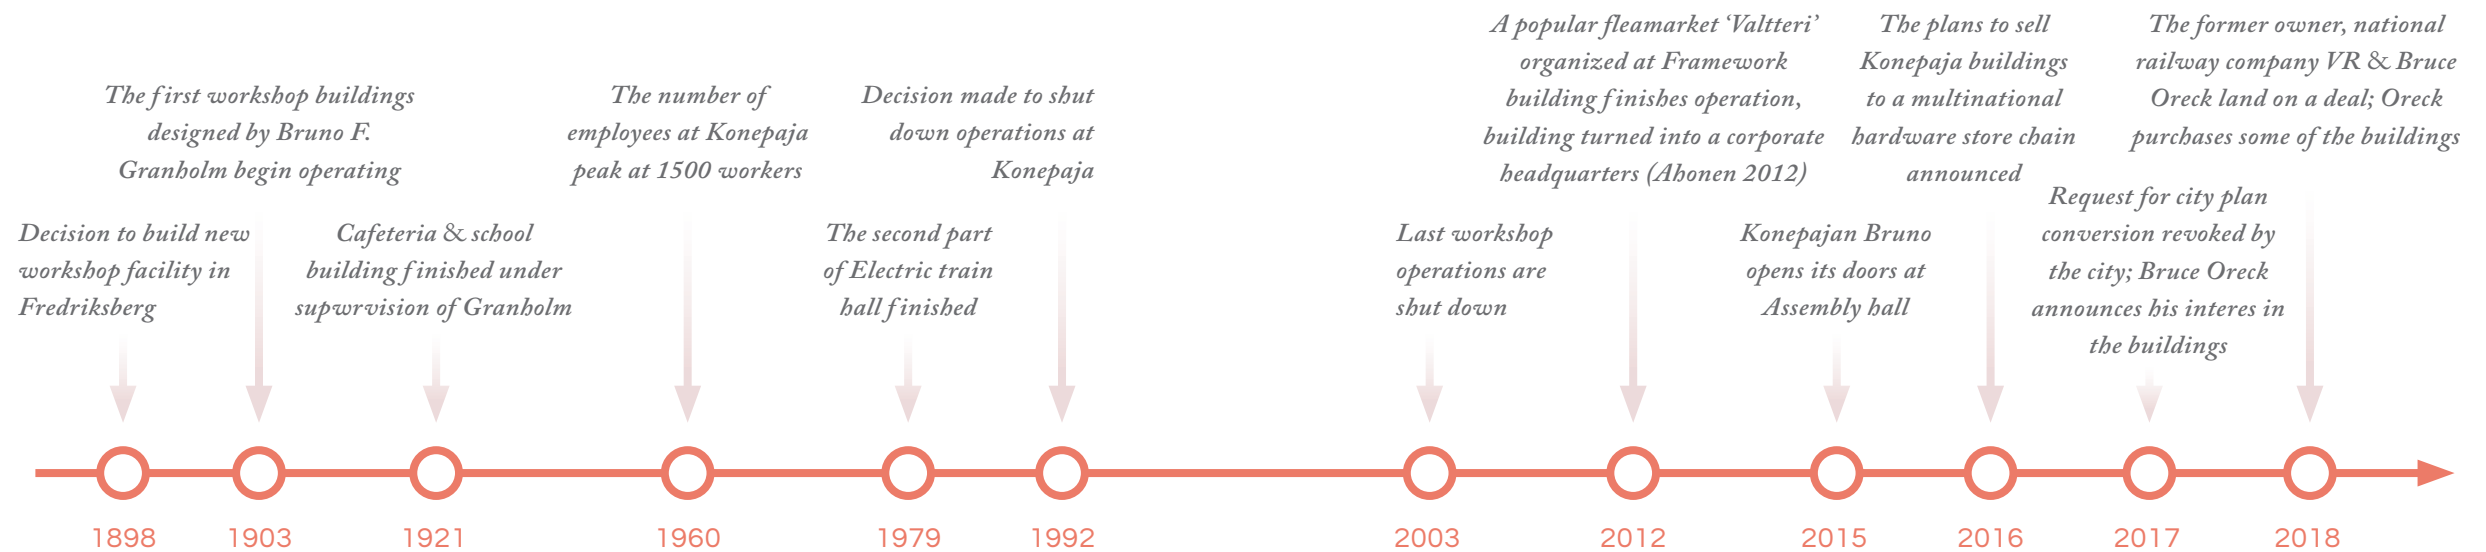 The first workshop buildings
designed by Bruno F.
Granholm begin operating
The number of
employees at Konepaja
peak at 1500 workers
Decision made to shut
down operations at
Konepaja
A popular fleamarket ‘Valtteri’
organized at Framework
building finishes operation,
building turned into a corporate
headquarters (Ahonen 2012)
The plans to sell
Konepaja buildings
to a multinational
hardware store chain
announced
The former owner, national
railway company VR & Bruce
Oreck land on a deal; Oreck
purchases some of the buildings
Decision to build new
workshop facility in
Fredriksberg
Cafeteria & school
building finished under
supwrvision of Granholm
The second part
of Electric train
hall finished
Last workshop
operations are
shut down
Konepajan Bruno
opens its doors at
Assembly hall
Request for city plan
conversion revoked by
the city; Bruce Oreck
announces his interes in
the buildings
1898
1903
1921
1960
1979
1992
2003
2012
2015
2016
2017
2018